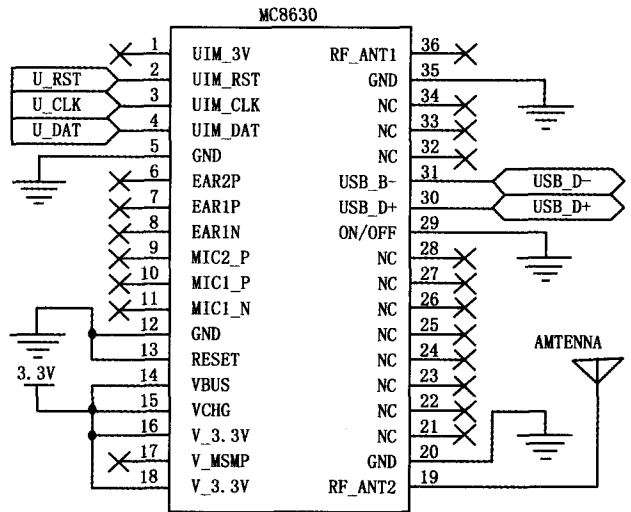 MC8630
1 UIM_3V RF_ANT1 36
U_RST 2 UIM_RST GND 35
U_CLK 3 UIM_CLK NC 34
U_DAT 4 UIM_DAT NC 33
5 GND NC 32
6 EAR2P USB_B- 31 USB_D-
7 EAR1P USB_D+ 30 USB_D+
8 EAR1N ON/OFF 29
9 MIC2_P NC 28
10 MIC1_P NC 27
11 MIC1_N NC 26
12 GND NC 25
13 RESET NC 24 AMTENNA
3.3V 14 VBUS NC 23
15 VCHG NC 22
16 V_3.3V NC 21
17 V_MSMP GND 20
18 V_3.3V RF_ANT2 19